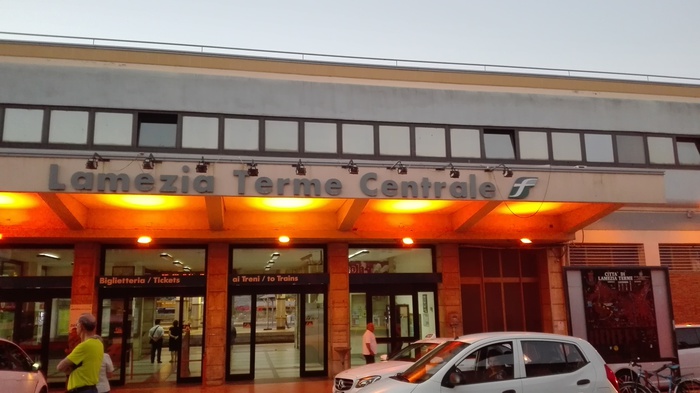 Lamezia Terme Centrale
Biglietteria / Tickets
ai Treni / to Trains
CITTÀ DI
LAMEZIA TERME